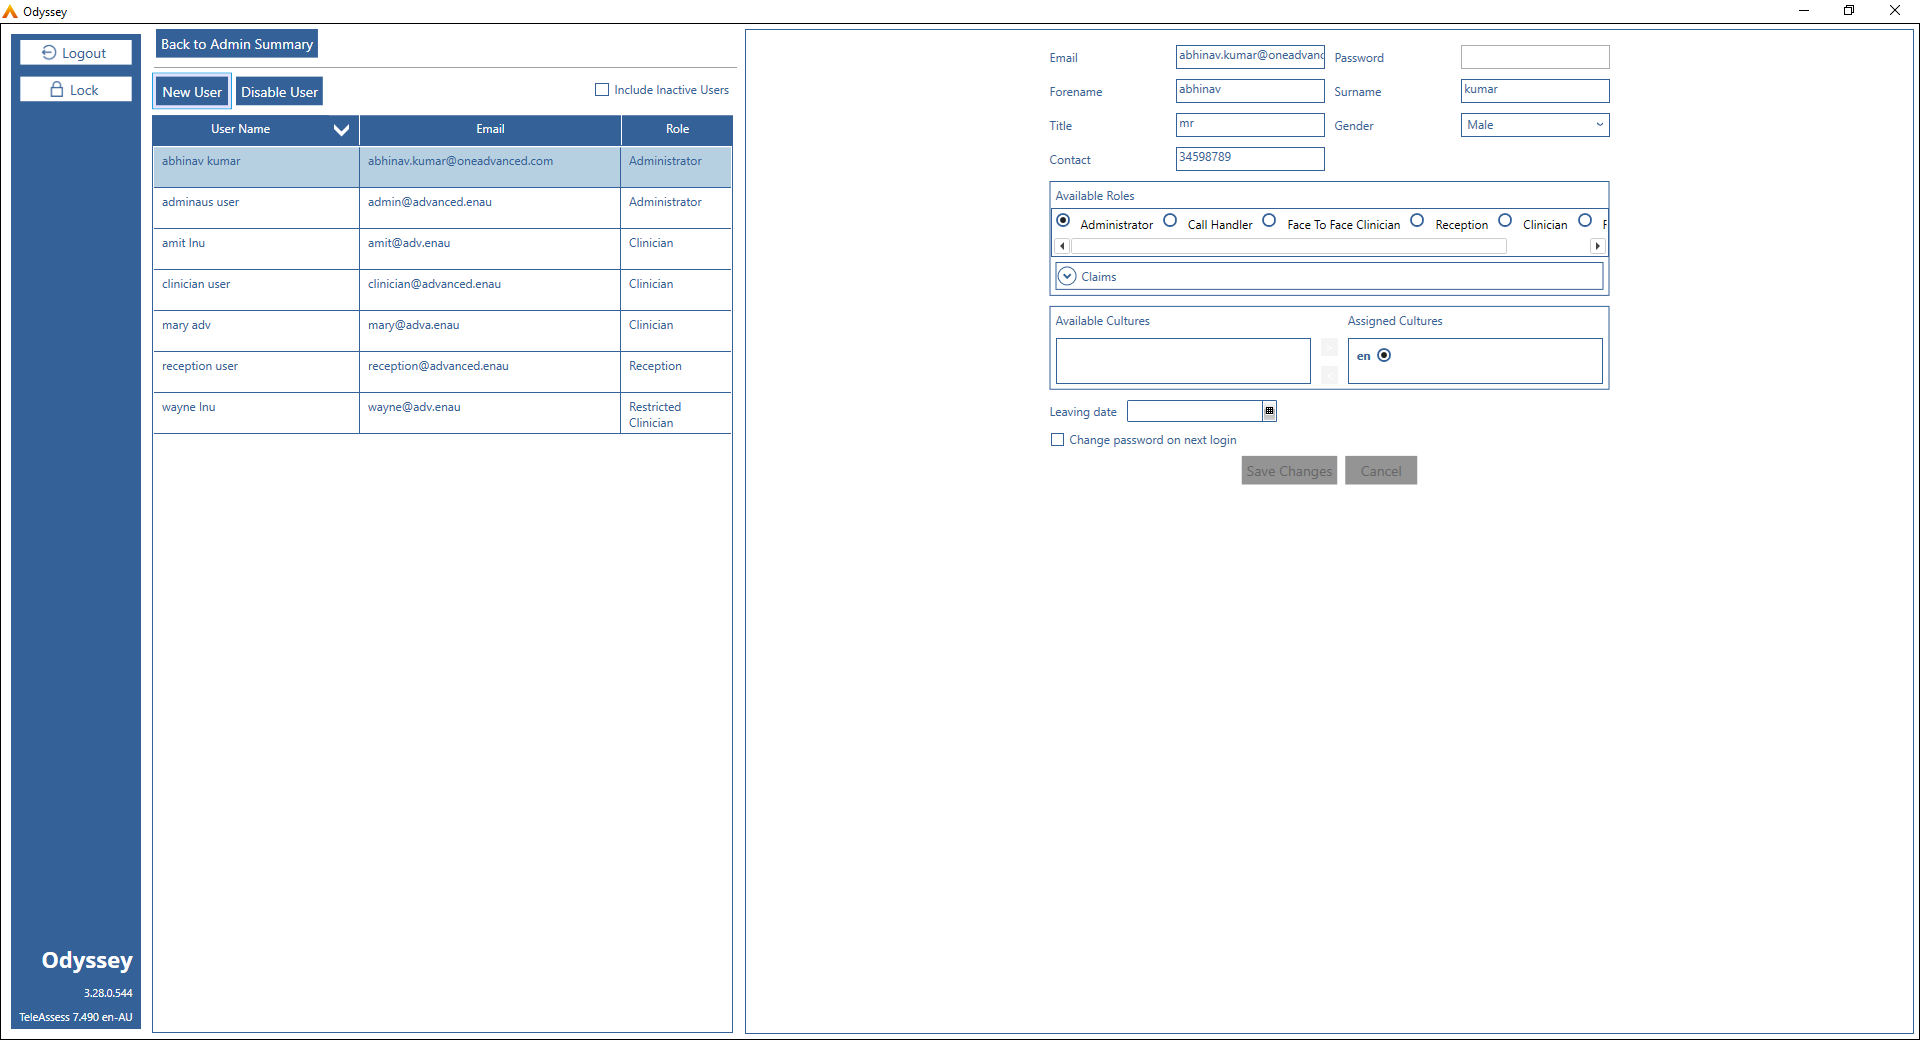 Odyssey
Logout
Lock
Back to Admin Summary
New User
Disable User
Include Inactive Users
User Name Email Role
abhinav kumar abhinav.kumar@oneadvanced.com Administrator
adminaus user admin@advanced.enau Administrator
amit lnu amit@adv.enau Clinician
clinician user clinician@advanced.enau Clinician
mary adv mary@adva.enau Clinician
reception user reception@advanced.enau Reception
wayne lnu wayne@adv.enau Restricted
Clinician
Email abhinav.kumar@oneadvanc Password
Forename abhinav Surname kumar
Title mr Gender Male
Contact 34598789
Available Roles
Administrator Call Handler Face To Face Clinician Reception Clinician
Claims
Available Cultures Assigned Cultures
en
Leaving date
Change password on next login
Save Changes Cancel
Odyssey
3.28.0.544
TeleAssess 7.490 en-AU